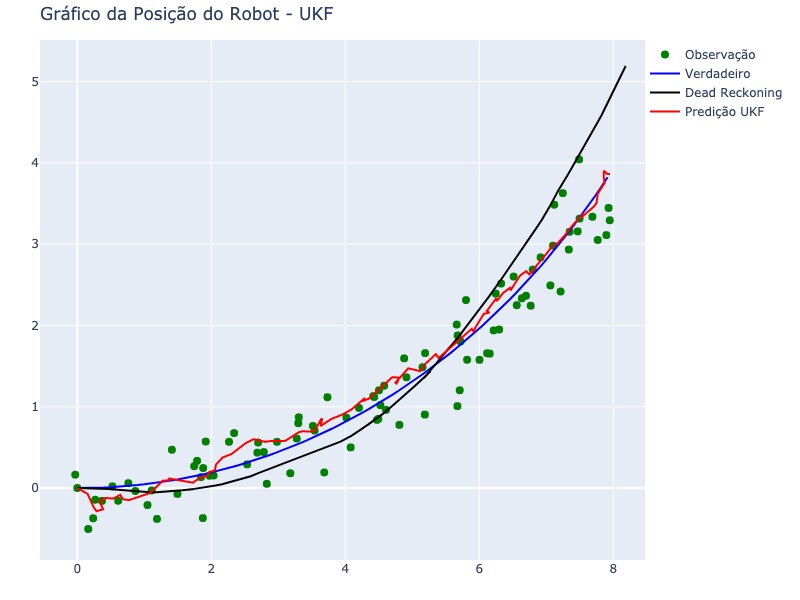 Gráfico da Posição do Robot - UKF
Observação
Verdadeiro
Dead Reckoning
Predição UKF
5
4
3
2
1
0
0 2 4 6 8